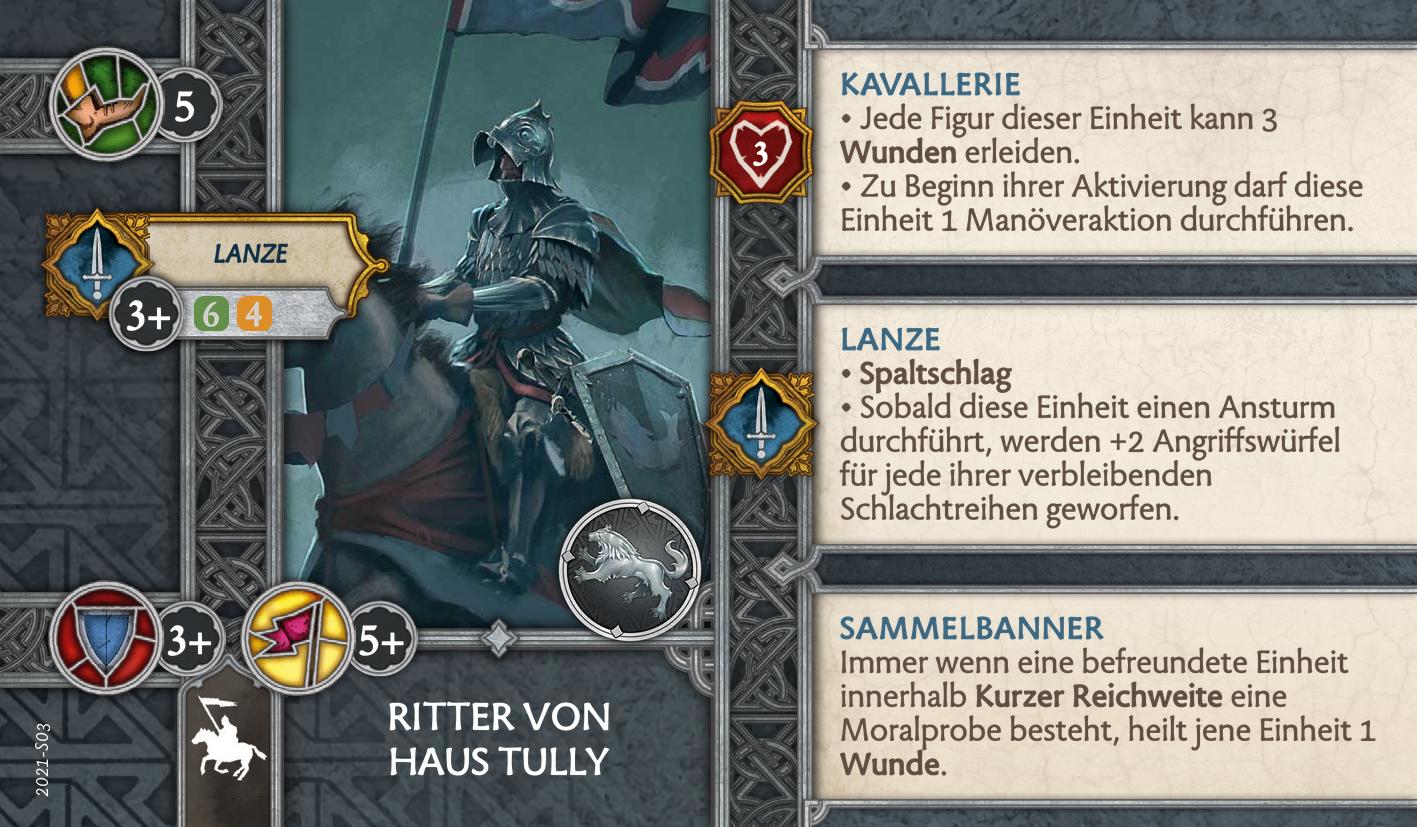 5
LANZE
3+ 6 4
3+
5+
RITTER VON
HAUS TULLY
2021-S03
3
KAVALLERIE
• Jede Figur dieser Einheit kann 3
Wunden erleiden.
• Zu Beginn ihrer Aktivierung darf diese
Einheit 1 Manöveraktion durchführen.
LANZE
• Spaltschlag
• Sobald diese Einheit einen Ansturm
durchführt, werden +2 Angriffswürfel
für jede ihrer verbleibenden
Schlachtreihen geworfen.
SAMMELBANNER
Immer wenn eine befreundete Einheit
innerhalb Kurzer Reichweite eine
Moralprobe besteht, heilt jene Einheit 1
Wunde.